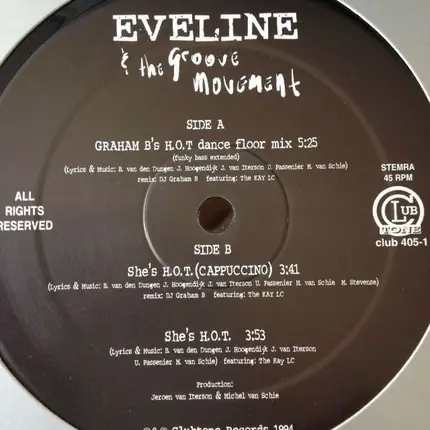 EVELINE
& the Groove
Movement
SIDE A
GRAHAM B's H.O.T dance floor mix 5:25
(funky bass extended)
(Lyrics & Music: B. van den Dungen J. Hoogendijk J. van Iterson U. Passenier M. van Schie)
remix: DJ Graham B featuring: The KAY LC
ALL
RIGHTS
RESERVED
STEMRA
45 RPM
CLUB
TONE
club 405-1
SIDE B
She's H.O.T.(CAPPUCCINO) 3:41
(Lyrics & Music: B. van den Dungen J. Hoogendijk J. van Iterson U. Passenier M. van Schie M. Stevense)
remix: DJ Graham B featuring: The KAY LC
She's H.O.T. 3:53
(Lyrics & Music: B. van den Dungen J. Hoogendijk J. van Iterson
U. Passenier M. van Schie) featuring: The Kay LC
Production:
Jeroen van Iterson & Michel van Schie
℗© Clubtone Records 1994